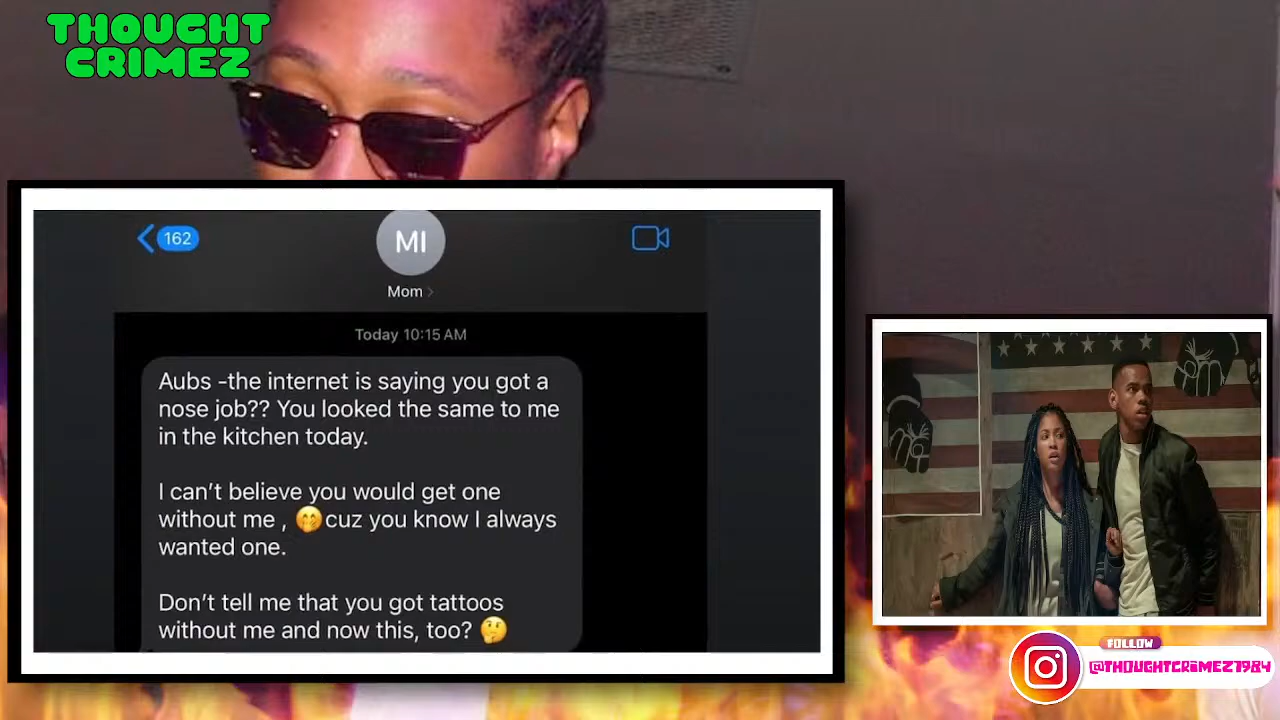 THOUGHT
CRIMEZ
162
MI
Mom
Today 10:15 AM
Aubs -the internet is saying you got a
nose job?? You looked the same to me
in the kitchen today.
I can't believe you would get one
without me , 🤭cuz you know I always
wanted one.
Don't tell me that you got tattoos
without me and now this, too? 🤔
FOLLOW
@THOUGHTCRIMEZ1984